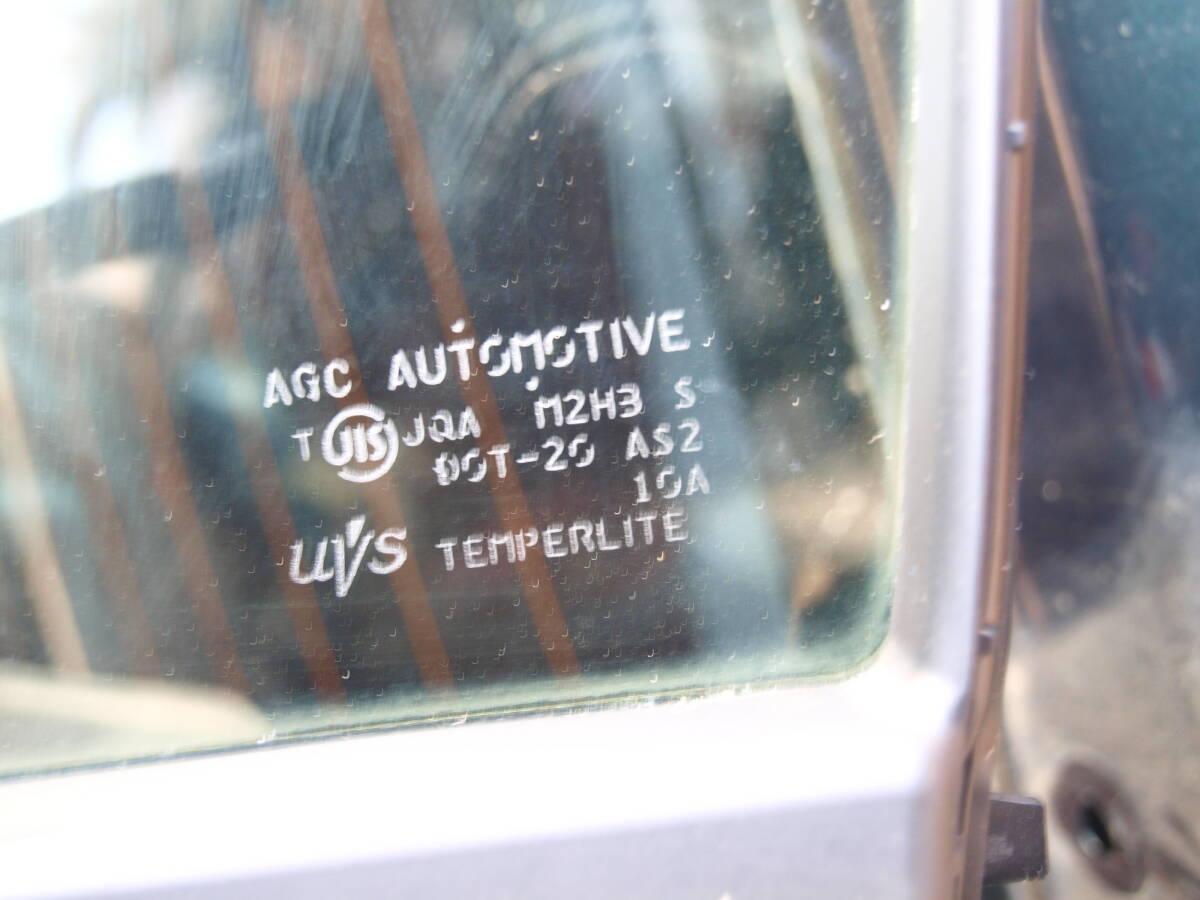 AGC AUTOMOTIVE
T JIS JQA M2H3 S
DOT-20 AS2
10A
UVS TEMPERLITE